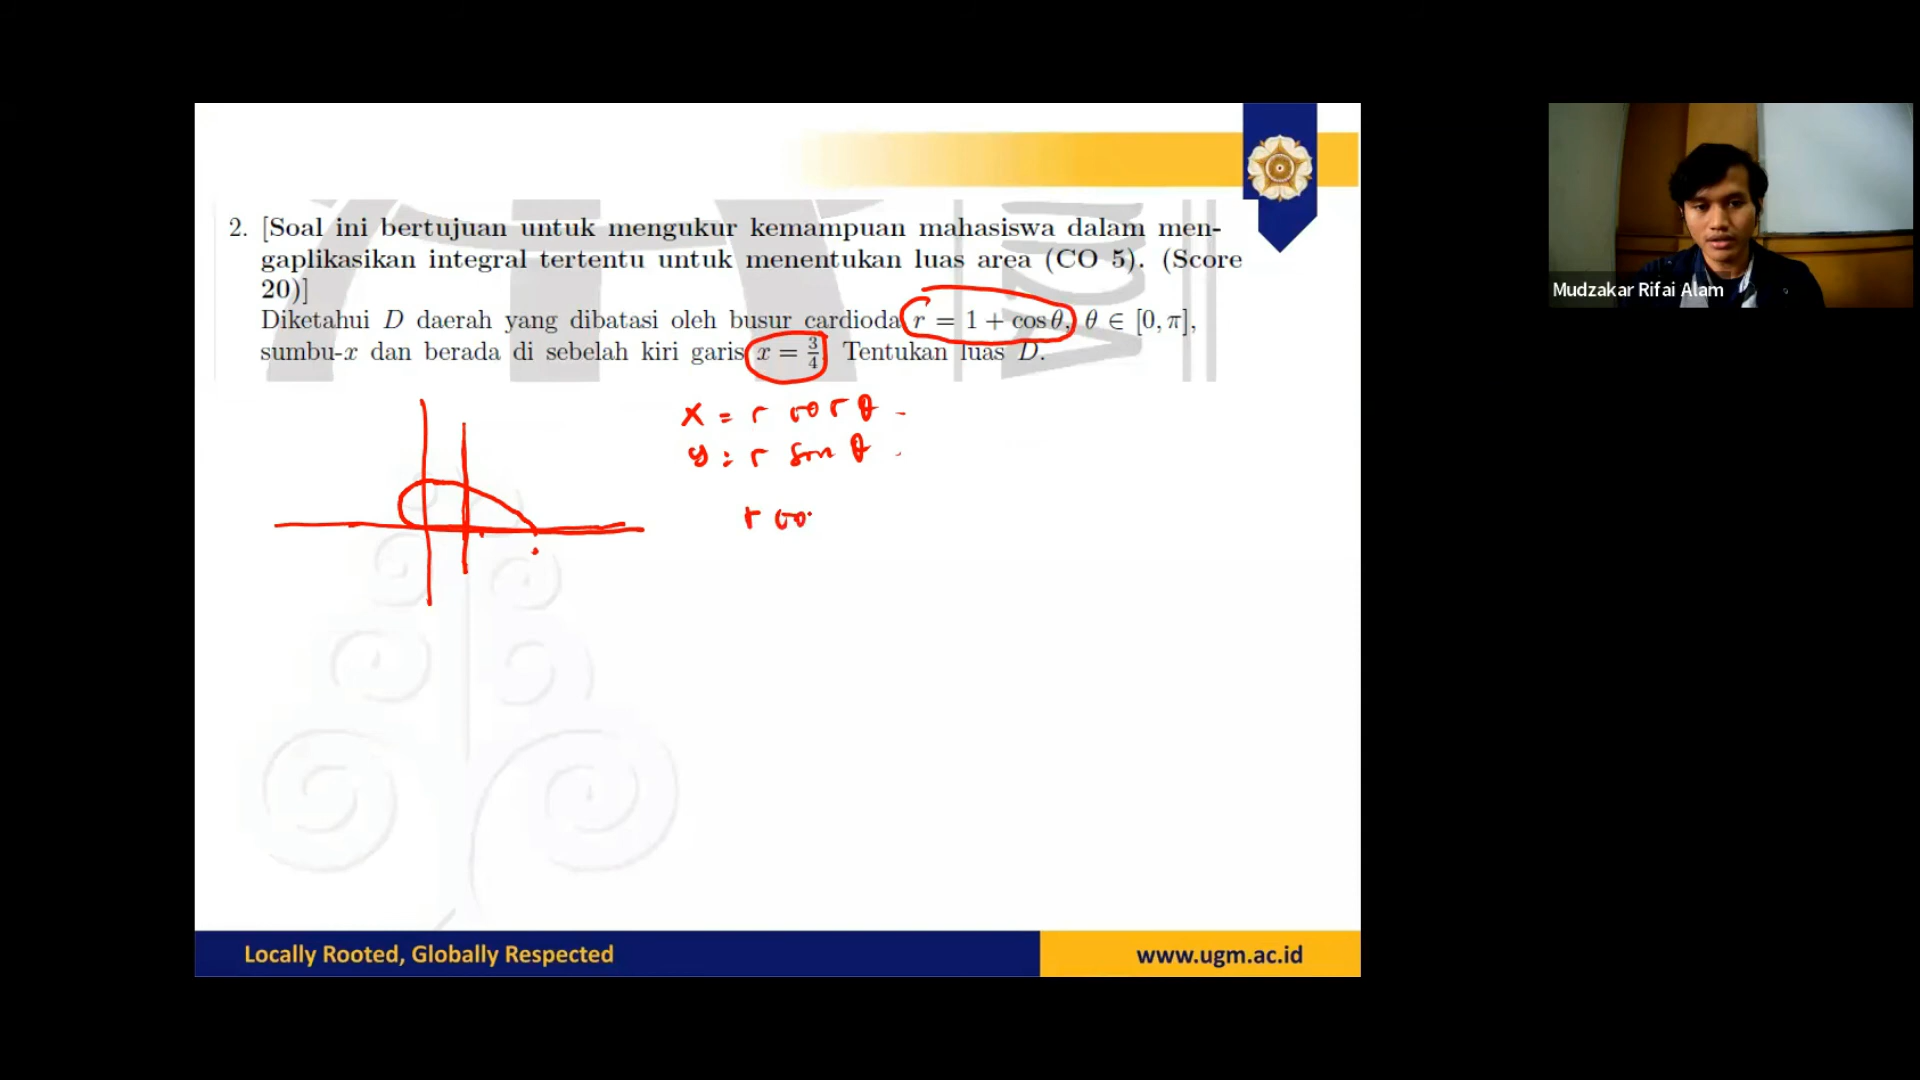 2. [Soal ini bertujuan untuk mengukur kemampuan mahasiswa dalam men-
gaplikasikan integral tertentu untuk menentukan luas area (CO 5). (Score
20)]
Diketahui D daerah yang dibatasi oleh busur cardioda r = 1 + cos θ, θ ∈ [0, π],
sumbu-x dan berada di sebelah kiri garis x = 3/4. Tentukan luas D.
x = r cos θ
y = r sin θ
r co
Mudzakar Rifai Alam
Locally Rooted, Globally Respected
www.ugm.ac.id